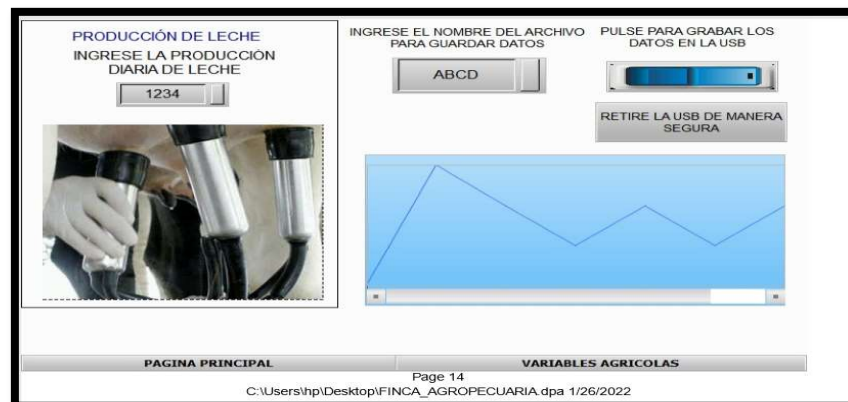 PRODUCCIÓN DE LECHE
INGRESE LA PRODUCCIÓN
DIARIA DE LECHE
1234
INGRESE EL NOMBRE DEL ARCHIVO
PARA GUARDAR DATOS
ABCD
PULSE PARA GRABAR LOS
DATOS EN LA USB
RETIRE LA USB DE MANERA
SEGURA
PAGINA PRINCIPAL
VARIABLES AGRICOLAS
Page 14
C:\Users\hp\Desktop\FINCA_AGROPECUARIA.dpa 1/26/2022